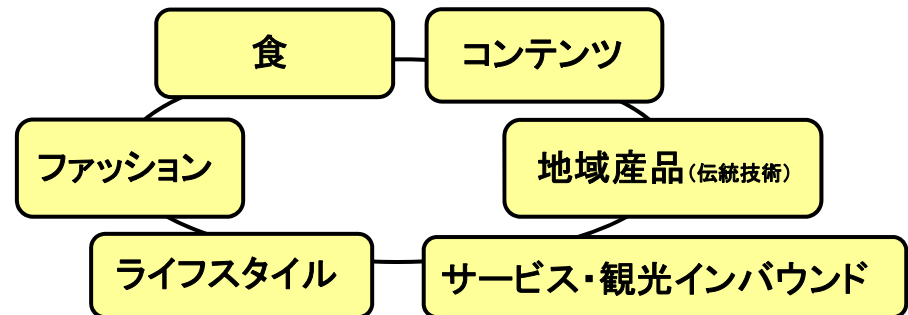 食
コンテンツ
ファッション
地域産品(伝統技術)
ライフスタイル
サービス・観光インバウンド